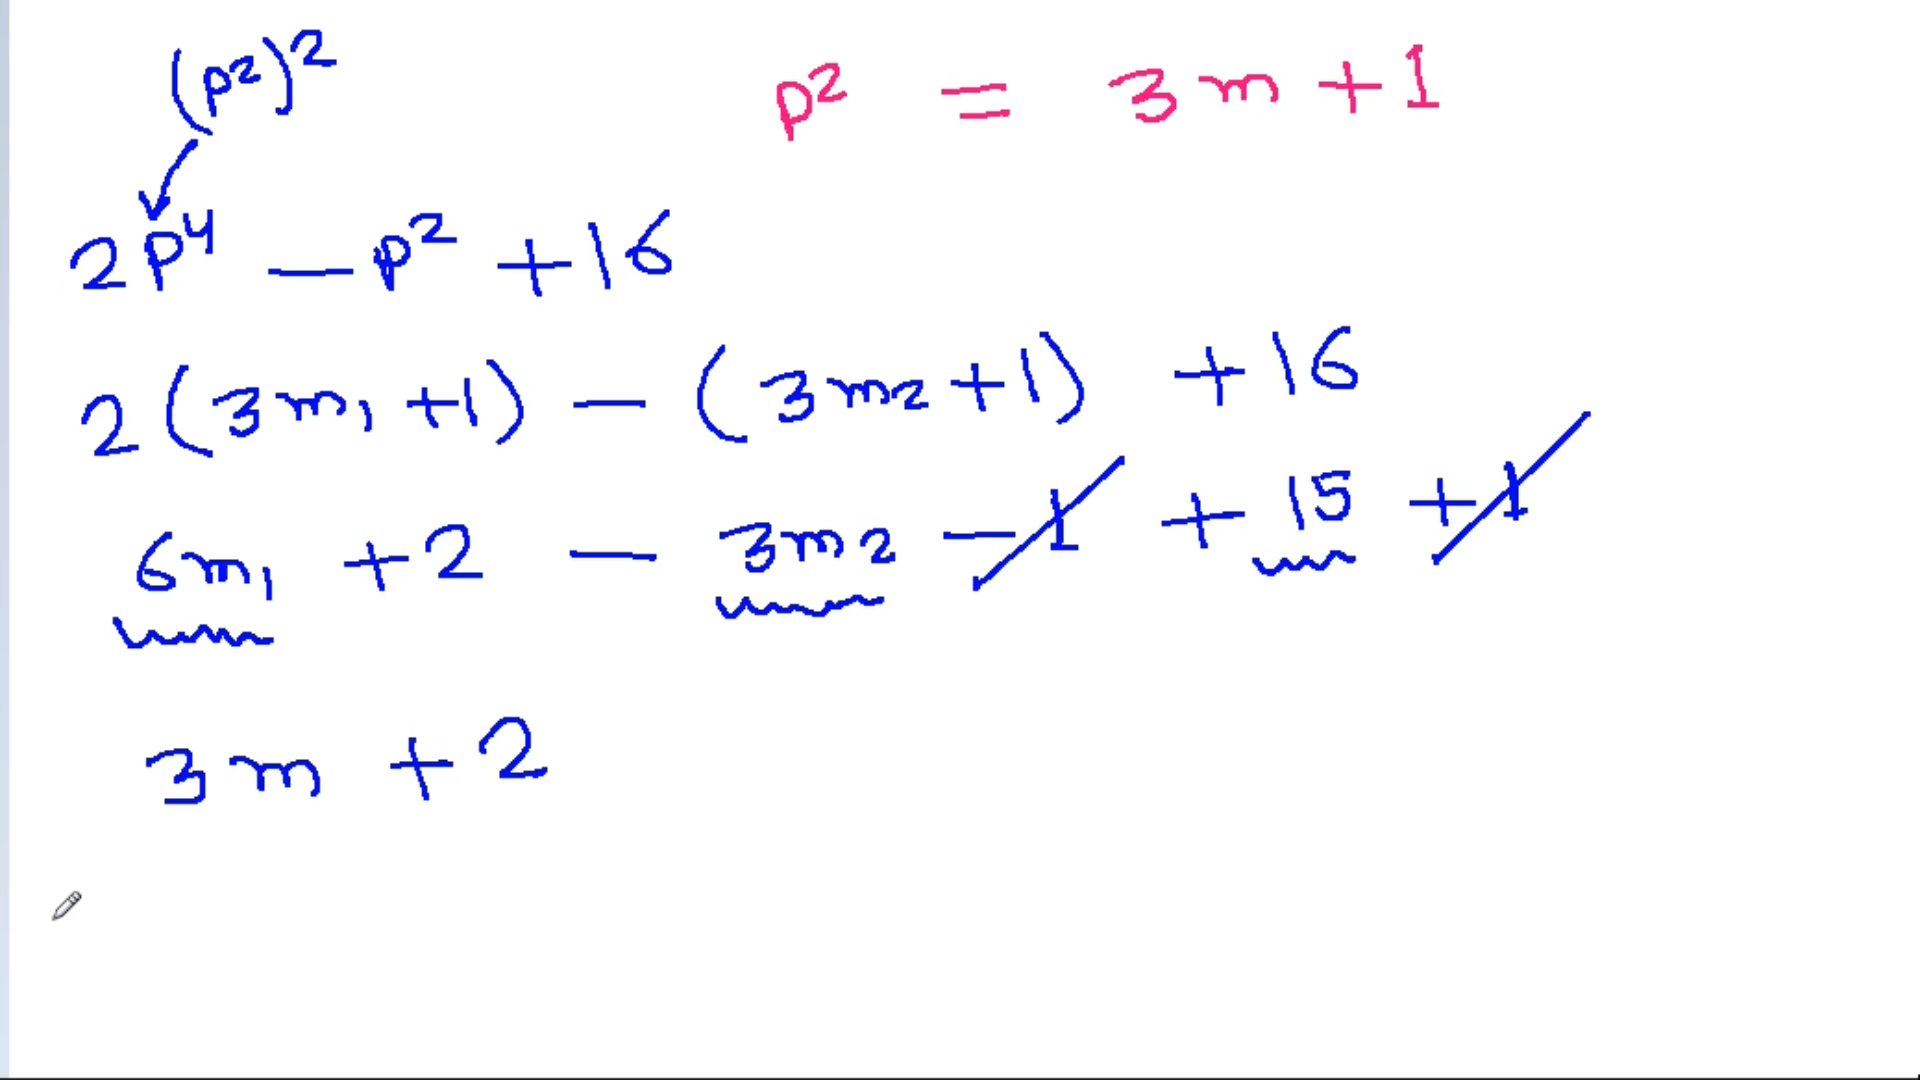 (p²)²
p² = 3m + 1
2p⁴ − p² + 16
2(3m₁ + 1) − (3m₂ + 1) + 16
6m₁ + 2 − 3m₂ − 1 + 15 + 1
3m + 2